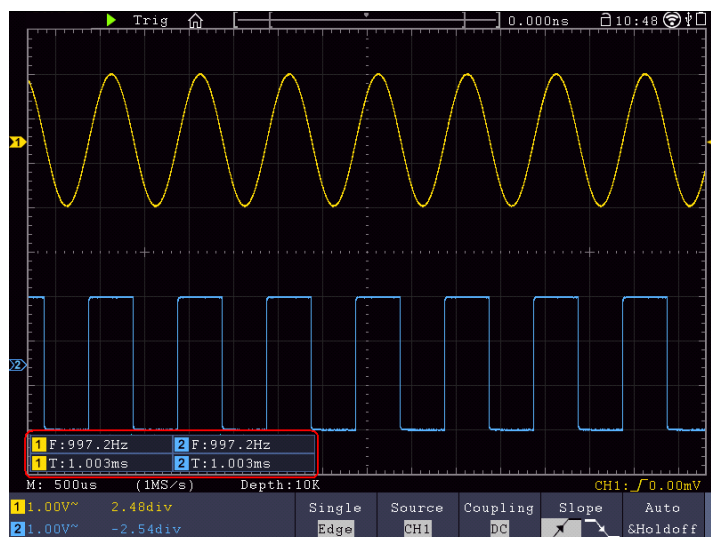 Trig 0.000ns 10:48
1
2
1 F:997.2Hz 2 F:997.2Hz
1 T:1.003ms 2 T:1.003ms
M: 500us (1MS/s) Depth:10K CH1: 0.00mV
1 1.00V~ 2.48div Single Source Coupling Slope Auto
2 1.00V~ -2.54div Edge CH1 DC &Holdoff